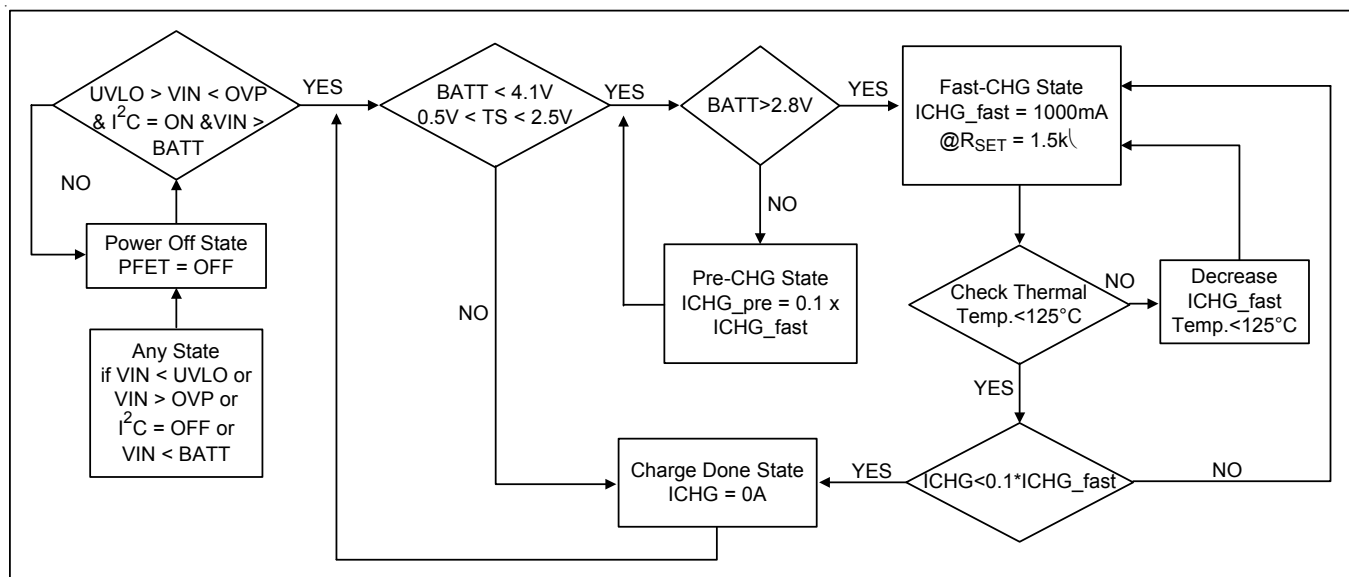 UVLO > VIN < OVP
& I²C = ON &VIN >
BATT
YES
NO
Power Off State
PFET = OFF
Any State
if VIN < UVLO or
VIN > OVP or
I²C = OFF or
VIN < BATT
BATT < 4.1V
0.5V < TS < 2.5V
YES
NO
BATT>2.8V
YES
NO
Pre-CHG State
ICHG_pre = 0.1 x
ICHG_fast
Fast-CHG State
ICHG_fast = 1000mA
@RSET = 1.5k(
Check Thermal
Temp.<125°C
NO
Decrease
ICHG_fast
Temp.<125°C
YES
ICHG<0.1*ICHG_fast
NO
YES
Charge Done State
ICHG = 0A